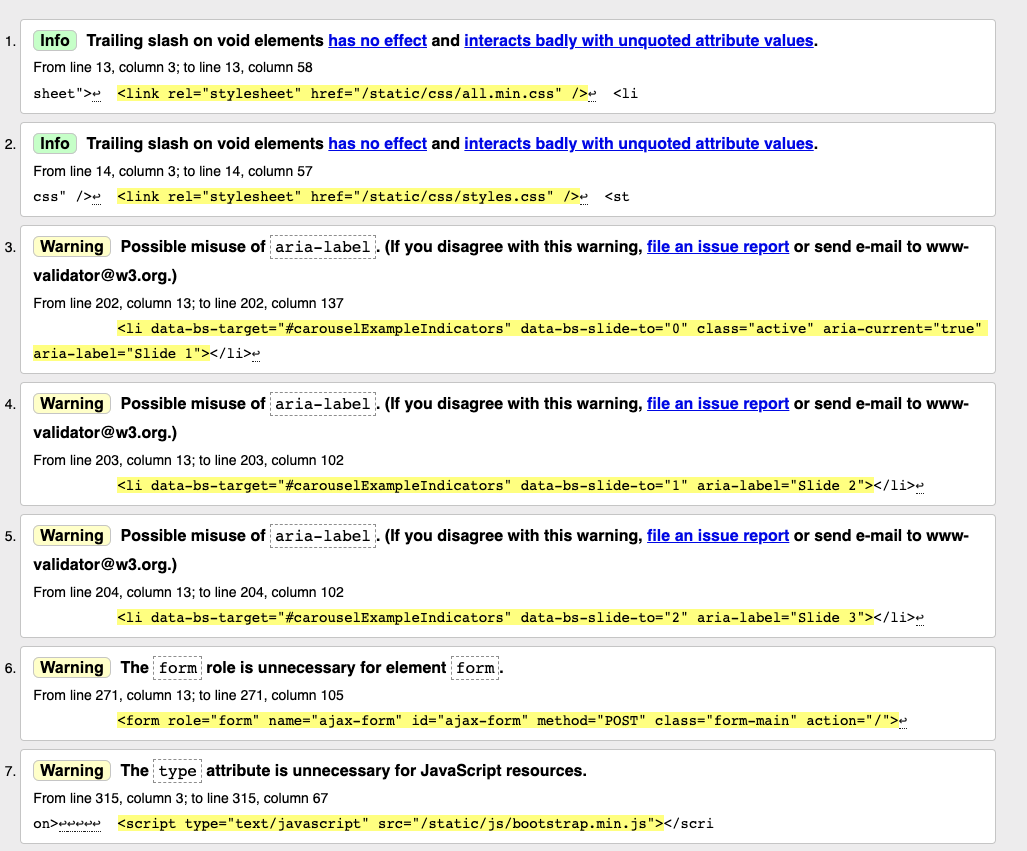 1. Info Trailing slash on void elements has no effect and interacts badly with unquoted attribute values.
From line 13, column 3; to line 13, column 58
sheet">↩  <link rel="stylesheet" href="/static/css/all.min.css" />↩  <li
2. Info Trailing slash on void elements has no effect and interacts badly with unquoted attribute values.
From line 14, column 3; to line 14, column 57
css" />↩  <link rel="stylesheet" href="/static/css/styles.css" />↩  <st
3. Warning Possible misuse of aria-label. (If you disagree with this warning, file an issue report or send e-mail to www-
validator@w3.org.)
From line 202, column 13; to line 202, column 137
<li data-bs-target="#carouselExampleIndicators" data-bs-slide-to="0" class="active" aria-current="true"
aria-label="Slide 1"></li>↩
4. Warning Possible misuse of aria-label. (If you disagree with this warning, file an issue report or send e-mail to www-
validator@w3.org.)
From line 203, column 13; to line 203, column 102
<li data-bs-target="#carouselExampleIndicators" data-bs-slide-to="1" aria-label="Slide 2"></li>↩
5. Warning Possible misuse of aria-label. (If you disagree with this warning, file an issue report or send e-mail to www-
validator@w3.org.)
From line 204, column 13; to line 204, column 102
<li data-bs-target="#carouselExampleIndicators" data-bs-slide-to="2" aria-label="Slide 3"></li>↩
6. Warning The form role is unnecessary for element form.
From line 271, column 13; to line 271, column 105
<form role="form" name="ajax-form" id="ajax-form" method="POST" class="form-main" action="/">↩
7. Warning The type attribute is unnecessary for JavaScript resources.
From line 315, column 3; to line 315, column 67
on>↩↩↩↩↩  <script type="text/javascript" src="/static/js/bootstrap.min.js"></scri